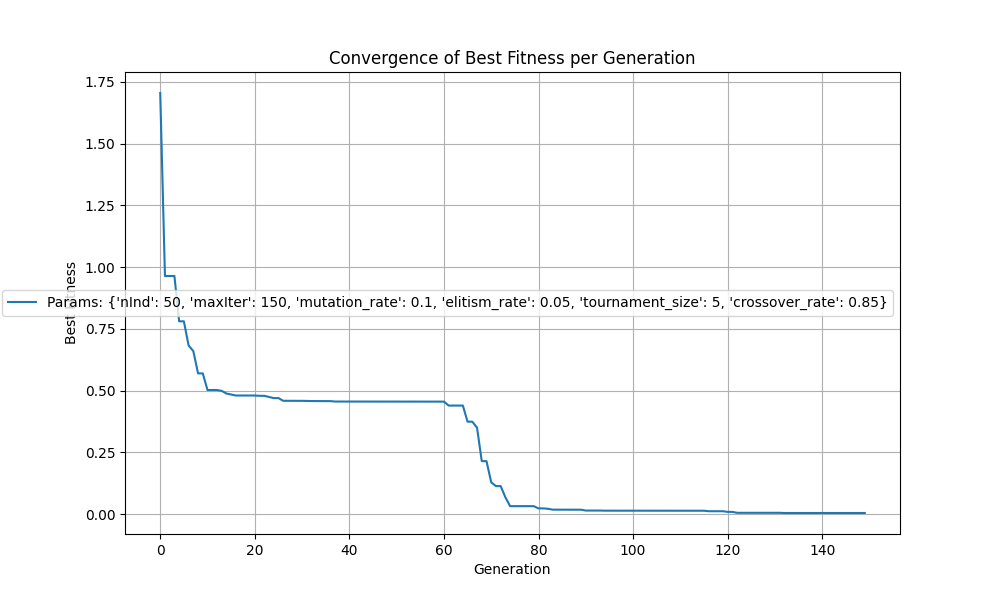 Convergence of Best Fitness per Generation
1.75
1.50
1.25
1.00
0.75
0.50
0.25
0.00
Best Fitness
Params: {'nInd': 50, 'maxIter': 150, 'mutation_rate': 0.1, 'elitism_rate': 0.05, 'tournament_size': 5, 'crossover_rate': 0.85}
0 20 40 60 80 100 120 140
Generation